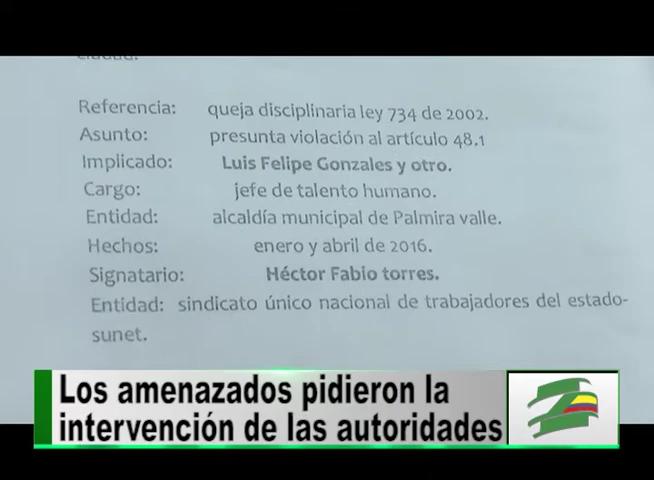 ciudad.
Referencia: queja disciplinaria ley 734 de 2002.
Asunto: presunta violación al artículo 48.1
Implicado: Luis Felipe Gonzales y otro.
Cargo: jefe de talento humano.
Entidad: alcaldía municipal de Palmira valle.
Hechos: enero y abril de 2016.
Signatario: Héctor Fabio torres.
Entidad: sindicato único nacional de trabajadores del estado-
sunet.
Los amenazados pidieron la
intervención de las autoridades